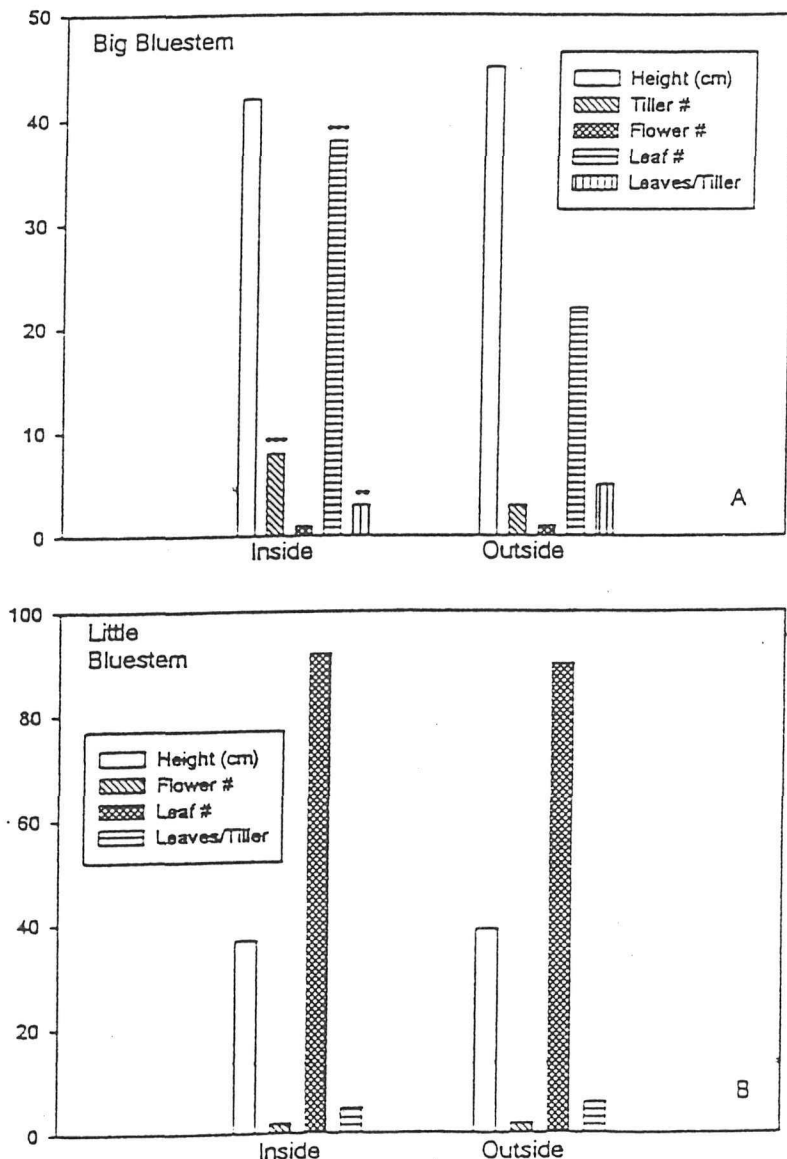 50
Big Bluestem
Height (cm)
Tiller #
Flower #
Leaf #
Leaves/Tiller
40
30
20
10
0
A
Inside
Outside
100
Little
Bluestem
80
Height (cm)
Flower #
Leaf #
Leaves/Tiller
60
40
20
0
B
Inside
Outside